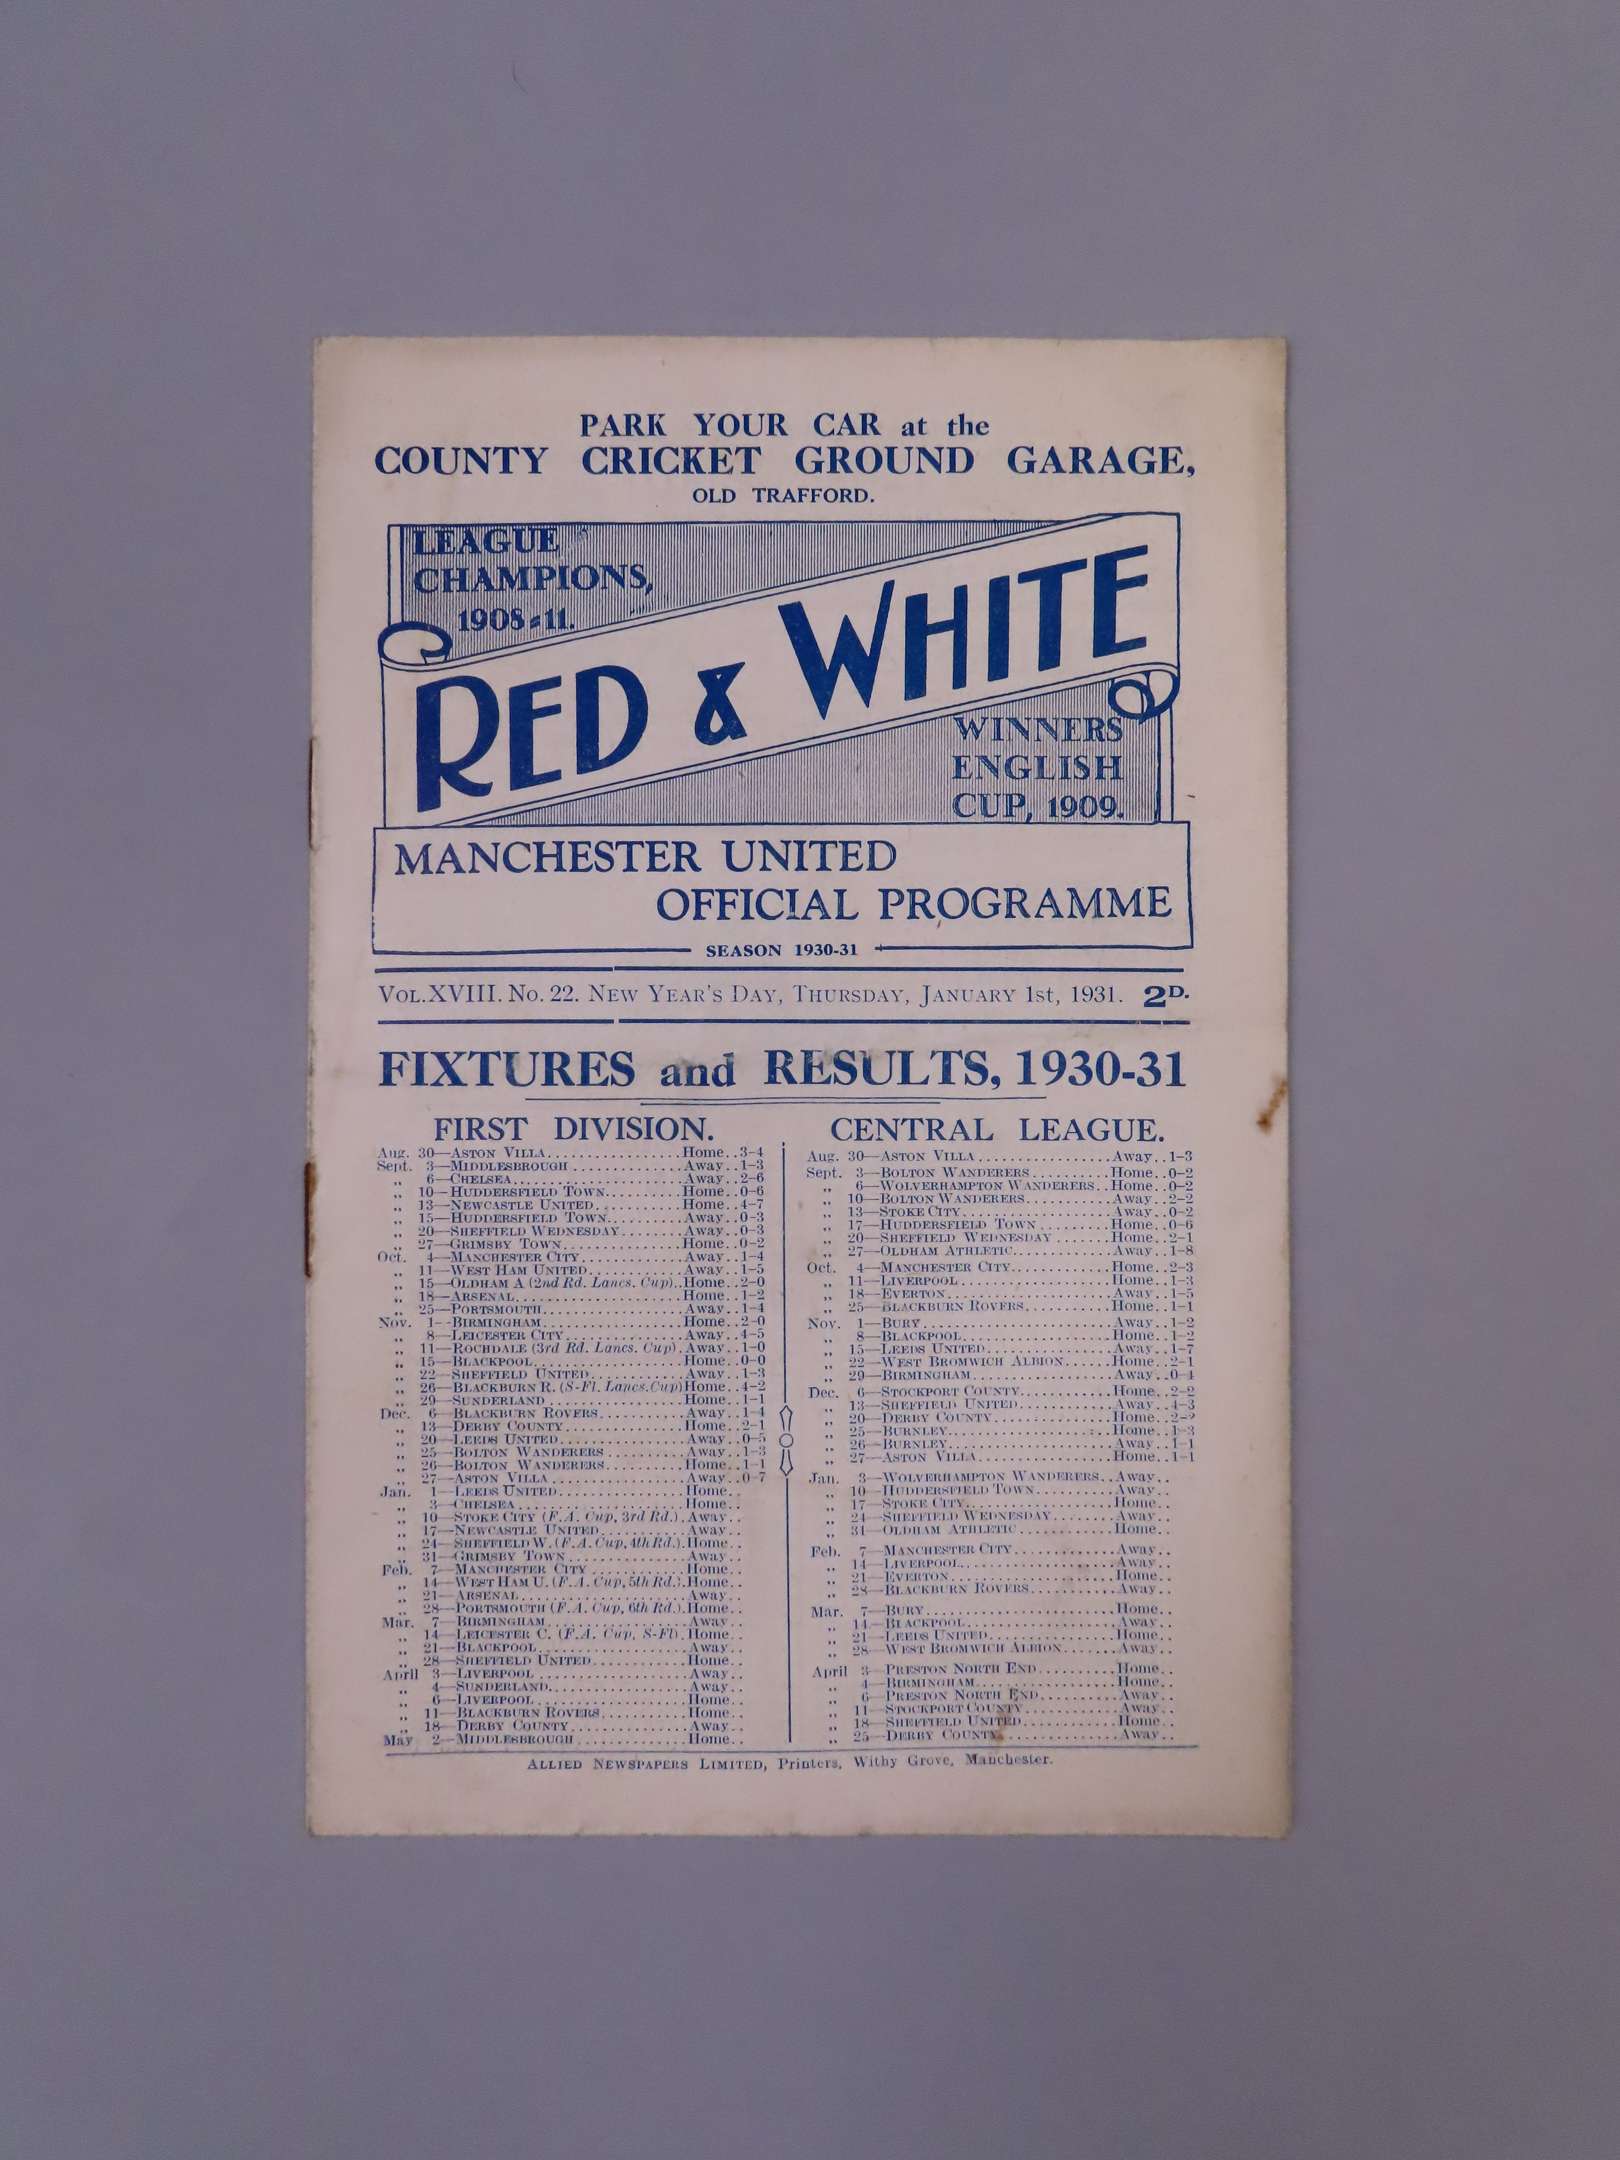 PARK YOUR CAR at the
COUNTY CRICKET GROUND GARAGE,
OLD TRAFFORD.
LEAGUE
CHAMPIONS,
1908=11.
RED & WHITE
WINNERS
ENGLISH
CUP, 1909.
MANCHESTER UNITED
OFFICIAL PROGRAMME
SEASON 1930-31
VOL.XVIII. No. 22. NEW YEAR'S DAY, THURSDAY, JANUARY 1st, 1931. 2D.
FIXTURES and RESULTS, 1930-31
FIRST DIVISION.
Aug. 30—ASTON VILLA.................Home..3-4
Sept. 3—MIDDLESBROUGH..............Away..1-3
„ 6—CHELSEA......................Away..2-6
„ 10—HUDDERSFIELD TOWN..........Home..0-6
„ 13—NEWCASTLE UNITED...........Home..4-7
„ 15—HUDDERSFIELD TOWN..........Away..0-3
„ 20—SHEFFIELD WEDNESDAY........Away..0-3
„ 27—GRIMSBY TOWN...............Home..0-2
Oct. 4—MANCHESTER CITY.............Away..1-4
„ 11—WEST HAM UNITED............Away..1-5
„ 15—OLDHAM A (2nd Rd. Lancs. Cup)..Home..2-0
„ 18—ARSENAL.....................Home..1-2
„ 25—PORTSMOUTH..................Away..1-4
Nov. 1—BIRMINGHAM..................Home..2-0
„ 8—LEICESTER CITY...............Away..4-5
„ 11—ROCHDALE (3rd Rd. Lancs. Cup).Away..1-0
„ 15—BLACKPOOL...................Home..0-0
„ 22—SHEFFIELD UNITED............Away..1-3
„ 26—BLACKBURN R. (S-Fl. Lancs.Cup)Home..4-2
„ 29—SUNDERLAND..................Home..1-1
Dec. 6—BLACKBURN ROVERS...........Away..1-4
„ 13—DERBY COUNTY...............Home..2-1
„ 20—LEEDS UNITED...............Away..0-5
„ 25—BOLTON WANDERERS..........Away..1-3
„ 26—BOLTON WANDERERS..........Home..1-1
„ 27—ASTON VILLA.................Away..0-7
Jan. 1—LEEDS UNITED................Home..
„ 3—CHELSEA......................Home..
„ 10—STOKE CITY (F.A. Cup, 3rd Rd.).Away..
„ 17—NEWCASTLE UNITED...........Away..
„ 24—SHEFFIELD W. (F.A. Cup, 4th Rd.).Home..
„ 31—GRIMSBY TOWN...............Away..
Feb. 7—MANCHESTER CITY............Home..
„ 14—WEST HAM U. (F.A. Cup, 5th Rd.).Home..
„ 21—ARSENAL.....................Away..
„ 28—PORTSMOUTH (F.A. Cup, 6th Rd.).Home..
Mar. 7—BIRMINGHAM.................Away..
„ 14—LEICESTER C. (F.A. Cup, S-Fl).Home..
„ 21—BLACKPOOL...................Away..
„ 28—SHEFFIELD UNITED............Home..
April 3—LIVERPOOL..................Away..
„ 4—SUNDERLAND..................Away..
„ 6—LIVERPOOL...................Home..
„ 11—BLACKBURN ROVERS...........Home..
„ 18—DERBY COUNTY...............Away..
May 2—MIDDLESBROUGH...............Home..
CENTRAL LEAGUE.
Aug. 30—ASTON VILLA.................Away..1-3
Sept. 3—BOLTON WANDERERS..........Home..0-2
„ 6—WOLVERHAMPTON WANDERERS..Home..0-2
„ 10—BOLTON WANDERERS...........Away..2-2
„ 13—STOKE CITY..................Away..0-2
„ 17—HUDDERSFIELD TOWN.........Home..0-6
„ 20—SHEFFIELD WEDNESDAY.......Home..2-1
„ 27—OLDHAM ATHLETIC............Away..1-8
Oct. 4—MANCHESTER CITY.............Home..2-3
„ 11—LIVERPOOL...................Home..1-3
„ 18—EVERTON.....................Away..1-5
„ 25—BLACKBURN ROVERS...........Home..1-1
Nov. 1—BURY........................Away..1-2
„ 8—BLACKPOOL...................Home..1-2
„ 15—LEEDS UNITED................Away..1-7
„ 22—WEST BROMWICH ALBION......Home..2-1
„ 29—BIRMINGHAM..................Away..0-4
Dec. 6—STOCKPORT COUNTY............Home..2-2
„ 13—SHEFFIELD UNITED............Away..4-3
„ 20—DERBY COUNTY...............Home..
„ 25—BURNLEY.....................Home..1-3
„ 26—BURNLEY.....................Away..1-1
„ 27—ASTON VILLA.................Home..1-1
Jan. 3—WOLVERHAMPTON WANDERERS..Away..
„ 10—HUDDERSFIELD TOWN..........Away..
„ 17—STOKE CITY..................Home..
„ 24—SHEFFIELD WEDNESDAY........Away..
„ 31—OLDHAM ATHLETIC............Home..
Feb. 7—MANCHESTER CITY.............Away..
„ 14—LIVERPOOL...................Away..
„ 21—EVERTON.....................Home..
„ 28—BLACKBURN ROVERS...........Away..
Mar. 7—BURY........................Home..
„ 14—BLACKPOOL...................Away..
„ 21—LEEDS UNITED................Home..
„ 28—WEST BROMWICH ALBION.......Away..
April 3—PRESTON NORTH END..........Home..
„ 4—BIRMINGHAM..................Home..
„ 6—PRESTON NORTH END..........Away..
„ 11—STOCKPORT COUNTY............Away..
„ 18—SHEFFIELD UNITED............Home..
„ 25—DERBY COUNTY...............Away..
ALLIED NEWSPAPERS LIMITED, Printers, Withy Grove, Manchester.